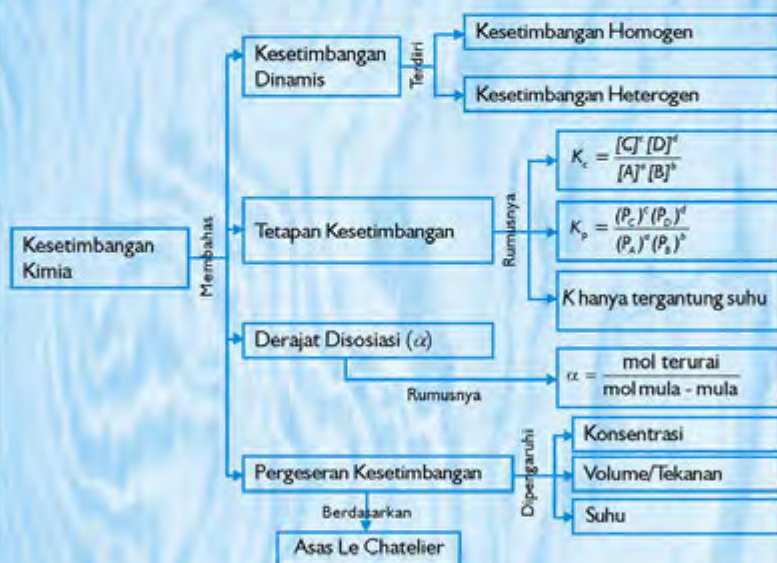 Kesetimbangan
Kimia
Membahas
Kesetimbangan
Dinamis
Terdiri
Kesetimbangan Homogen
Kesetimbangan Heterogen
Tetapan Kesetimbangan
Rumusnya
K_c = [C]^c [D]^d / [A]^a [B]^b
K_p = (P_C)^c (P_D)^d / (P_A)^a (P_B)^b
K hanya tergantung suhu
Derajat Disosiasi (α)
Rumusnya
α = mol terurai / mol mula - mula
Pergeseran Kesetimbangan
Dipengaruhi
Konsentrasi
Volume/Tekanan
Suhu
Berdasarkan
Asas Le Chatelier